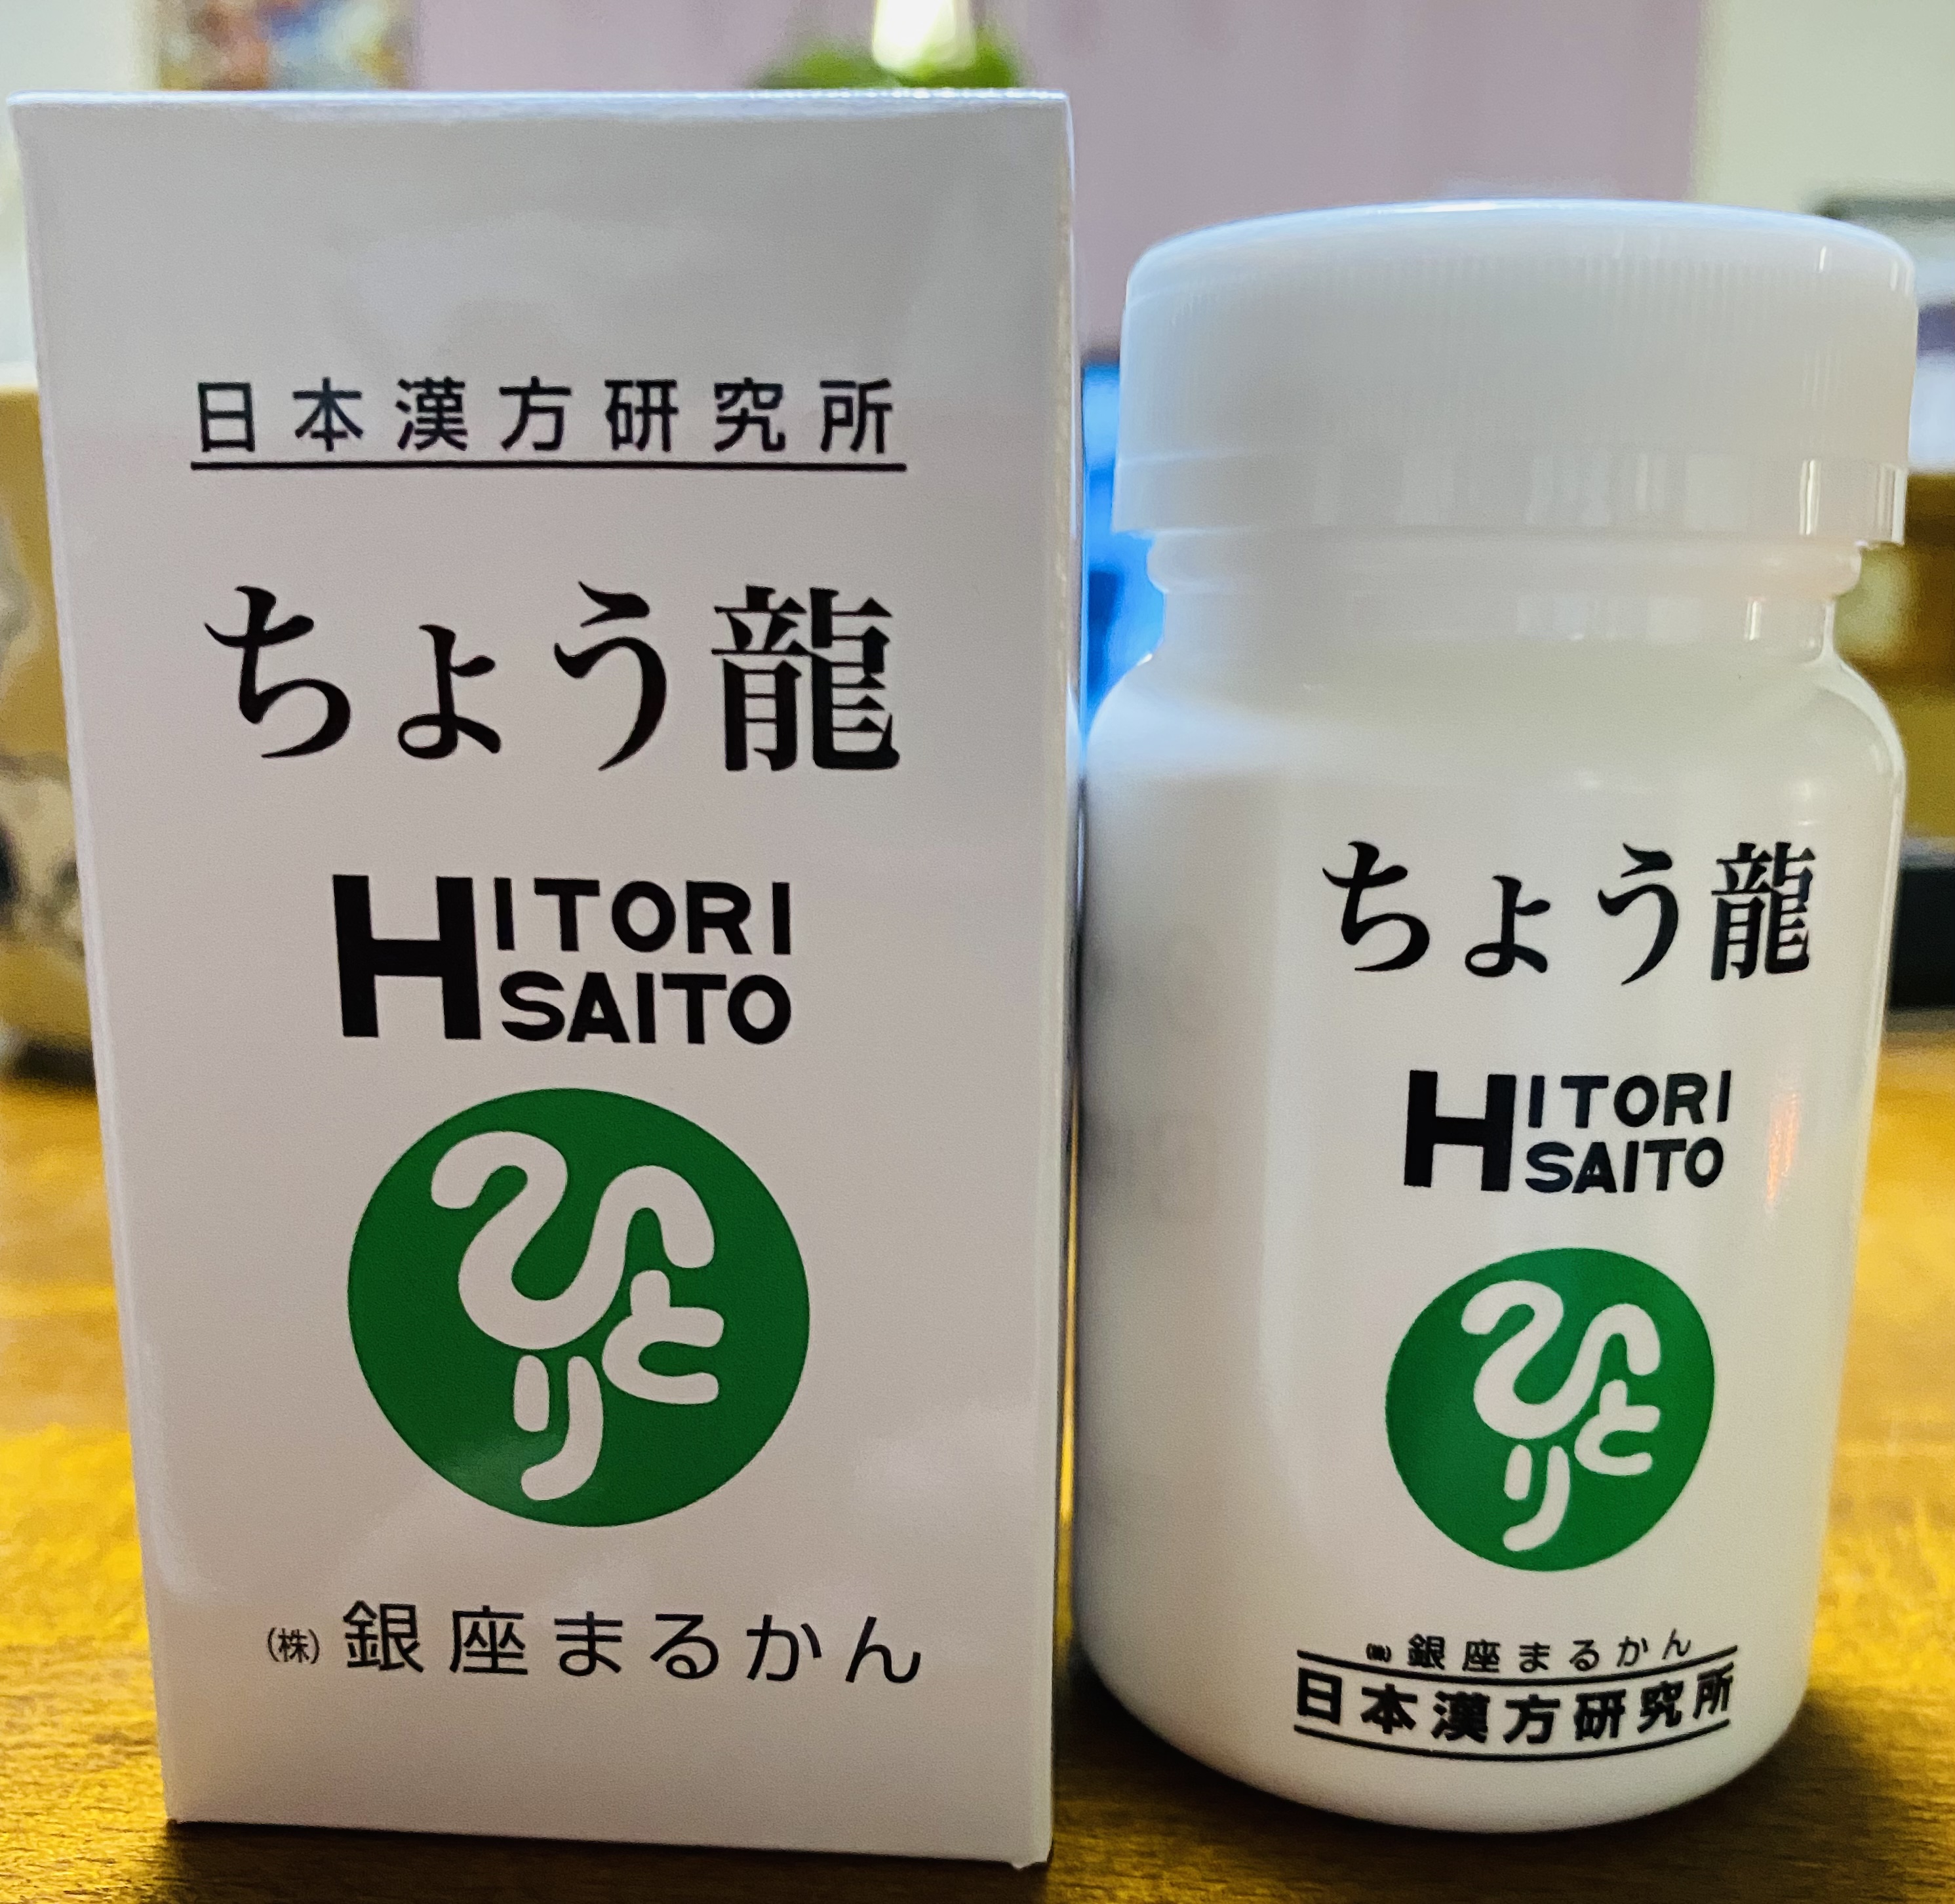 日本漢方研究所
ちょう龍
HITORI
SAITO
ひとり
(株)銀座まるかん
ちょう龍
HITORI
SAITO
ひとり
(株)銀座まるかん
日本漢方研究所